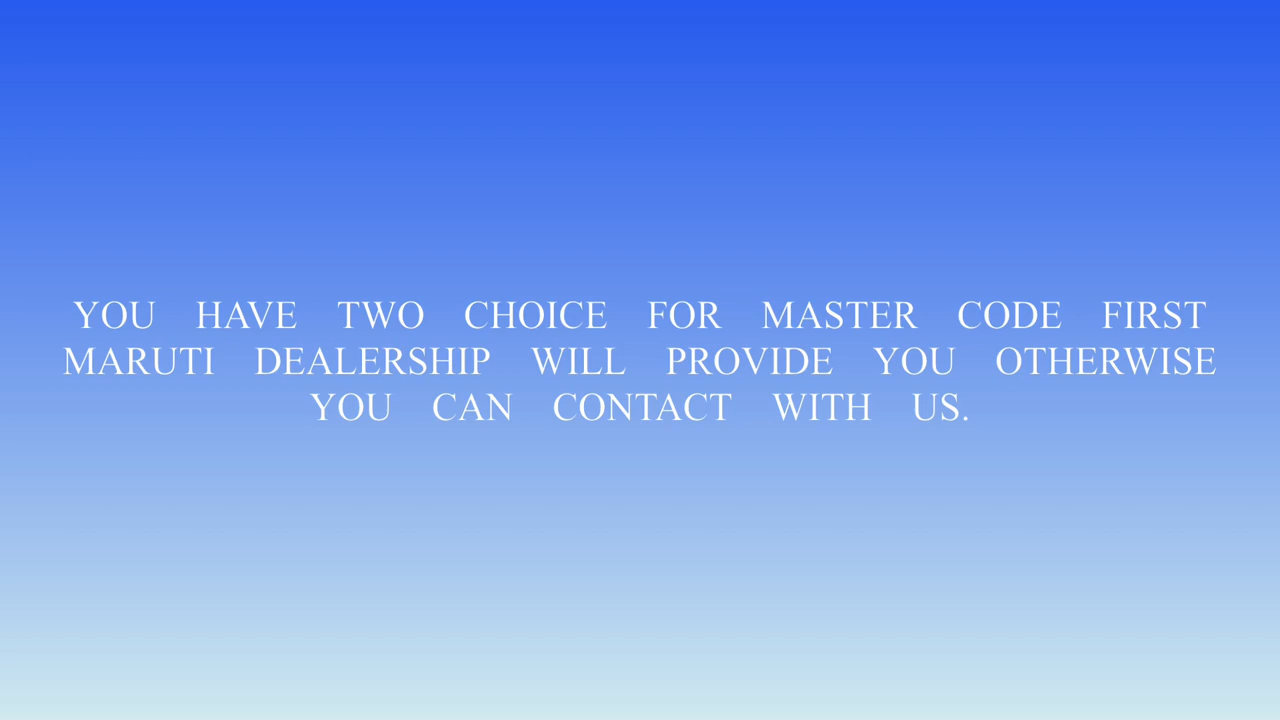 YOU HAVE TWO CHOICE FOR MASTER CODE FIRST
MARUTI DEALERSHIP WILL PROVIDE YOU OTHERWISE
YOU CAN CONTACT WITH US.